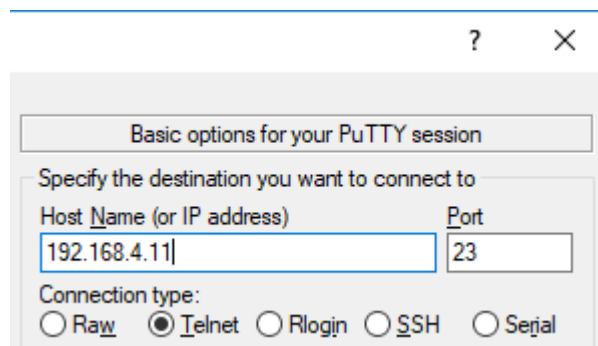 ?
Basic options for your PuTTY session
Specify the destination you want to connect to
Host Name (or IP address) Port
192.168.4.11 23
Connection type:
Raw Telnet Rlogin SSH Serial